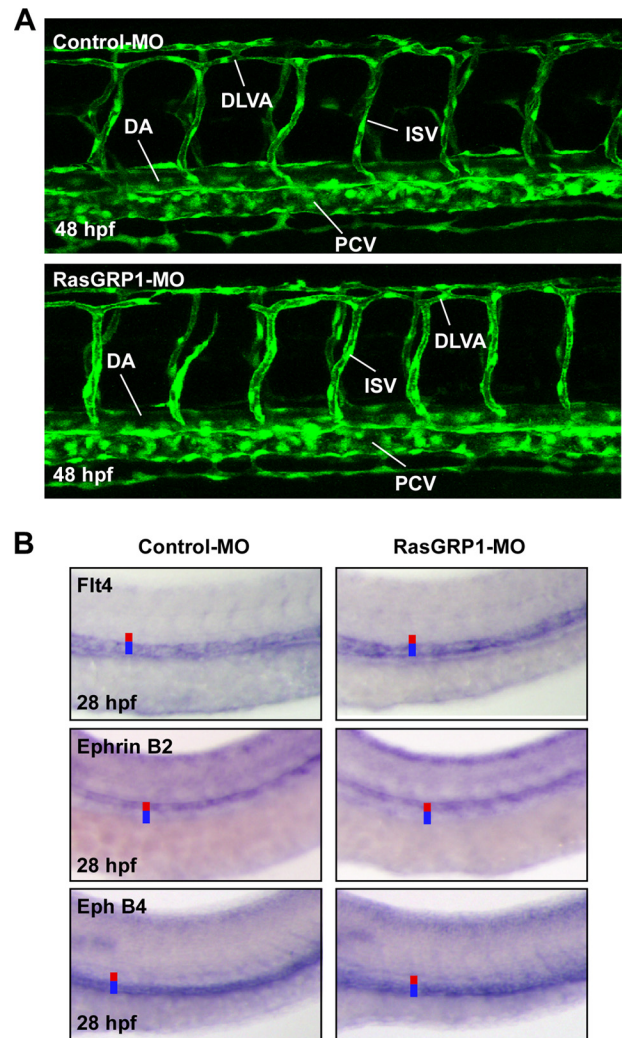 A
Control-MO
DLVA
DA
ISV
PCV
48 hpf
RasGRP1-MO
DLVA
DA
ISV
PCV
48 hpf
B
Control-MO RasGRP1-MO
Flt4
28 hpf
Ephrin B2
28 hpf
Eph B4
28 hpf